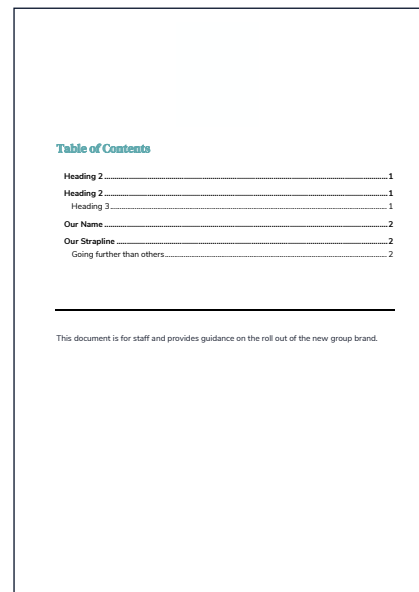 Table of Contents
Heading 2 ........ 1
Heading 2 ........ 1
Heading 3 ........ 1
Our Name ........ 2
Our Strapline ........ 2
Going further than others ........ 2
This document is for staff and provides guidance on the roll out of the new group brand.